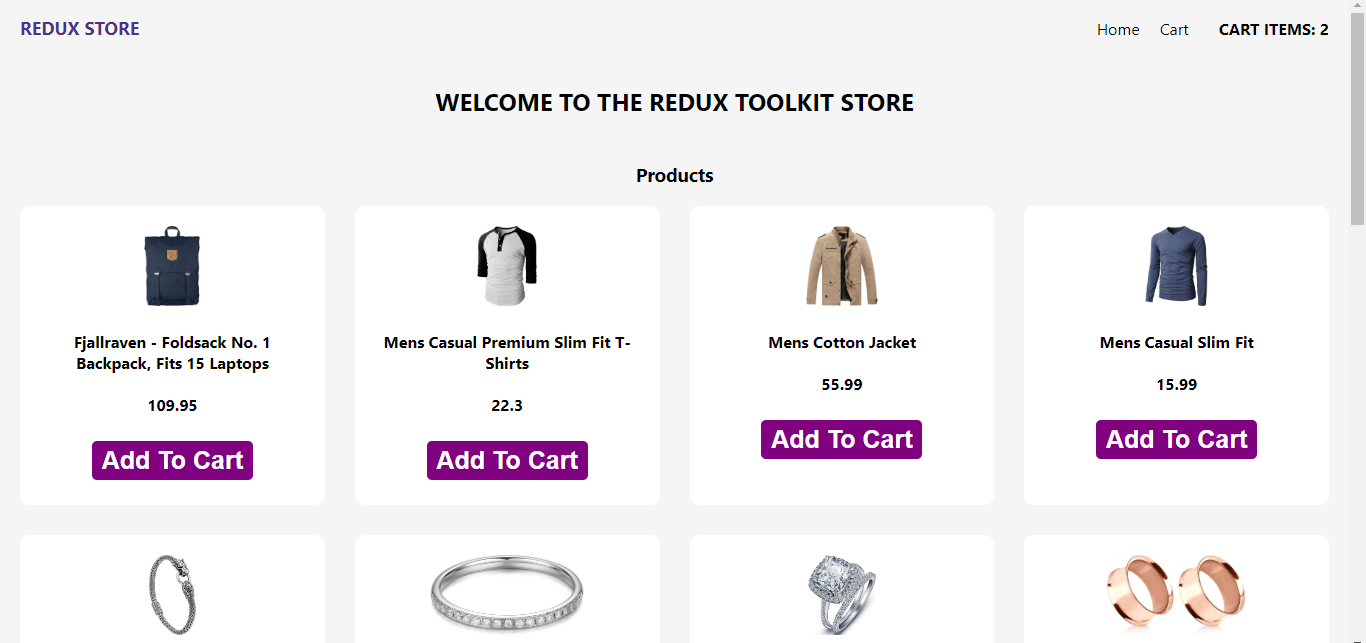 REDUX STORE
Home Cart CART ITEMS: 2
WELCOME TO THE REDUX TOOLKIT STORE
Products
Fjallraven - Foldsack No. 1
Backpack, Fits 15 Laptops
109.95
Add To Cart
Mens Casual Premium Slim Fit T-
Shirts
22.3
Add To Cart
Mens Cotton Jacket
55.99
Add To Cart
Mens Casual Slim Fit
15.99
Add To Cart